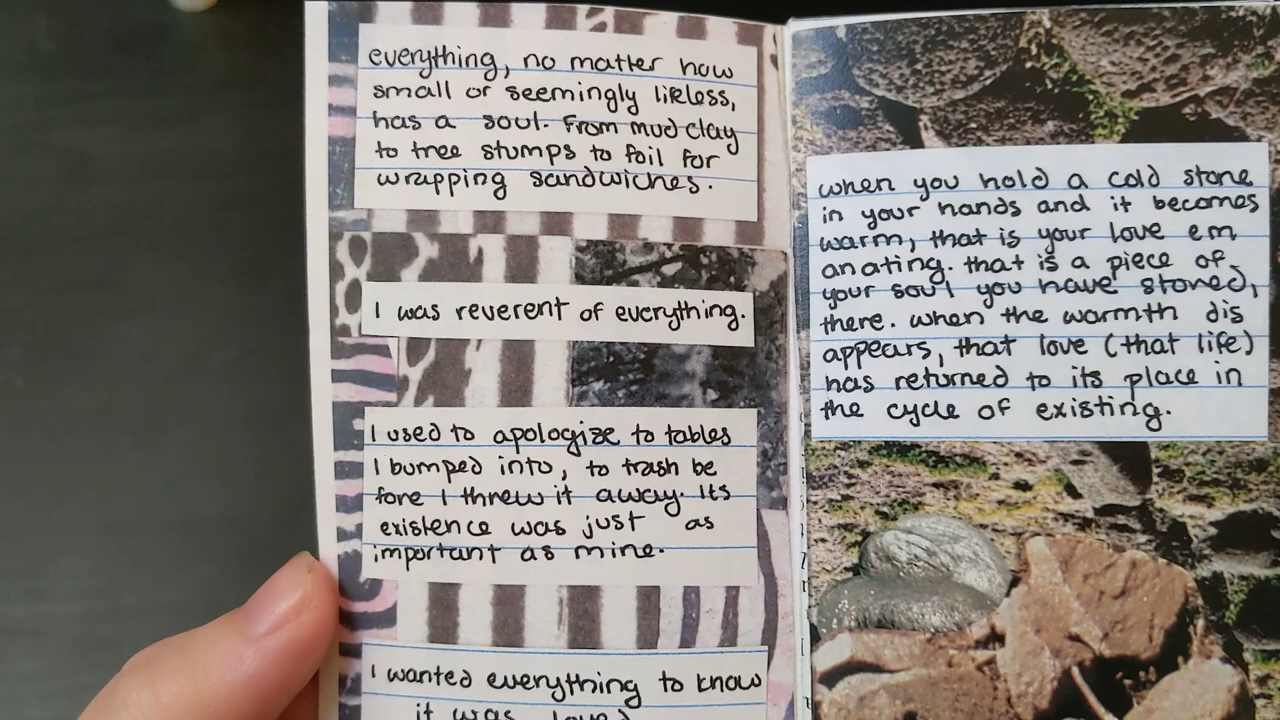 everything, no matter how
small or seemingly lifeless,
has a soul. From mud clay
to tree stumps to foil for
wrapping sandwiches.
I was reverent of everything.
I used to apologize to tables
I bumped into, to trash be
fore I threw it away. Its
existence was just as
important as mine.
I wanted everything to know
it was loved
when you hold a cold stone
in your hands and it becomes
warm, that is your love em
anating. that is a piece of
your soul you have stoned,
there. when the warmth dis
appears, that love (that life)
has returned to its place in
the cycle of existing.